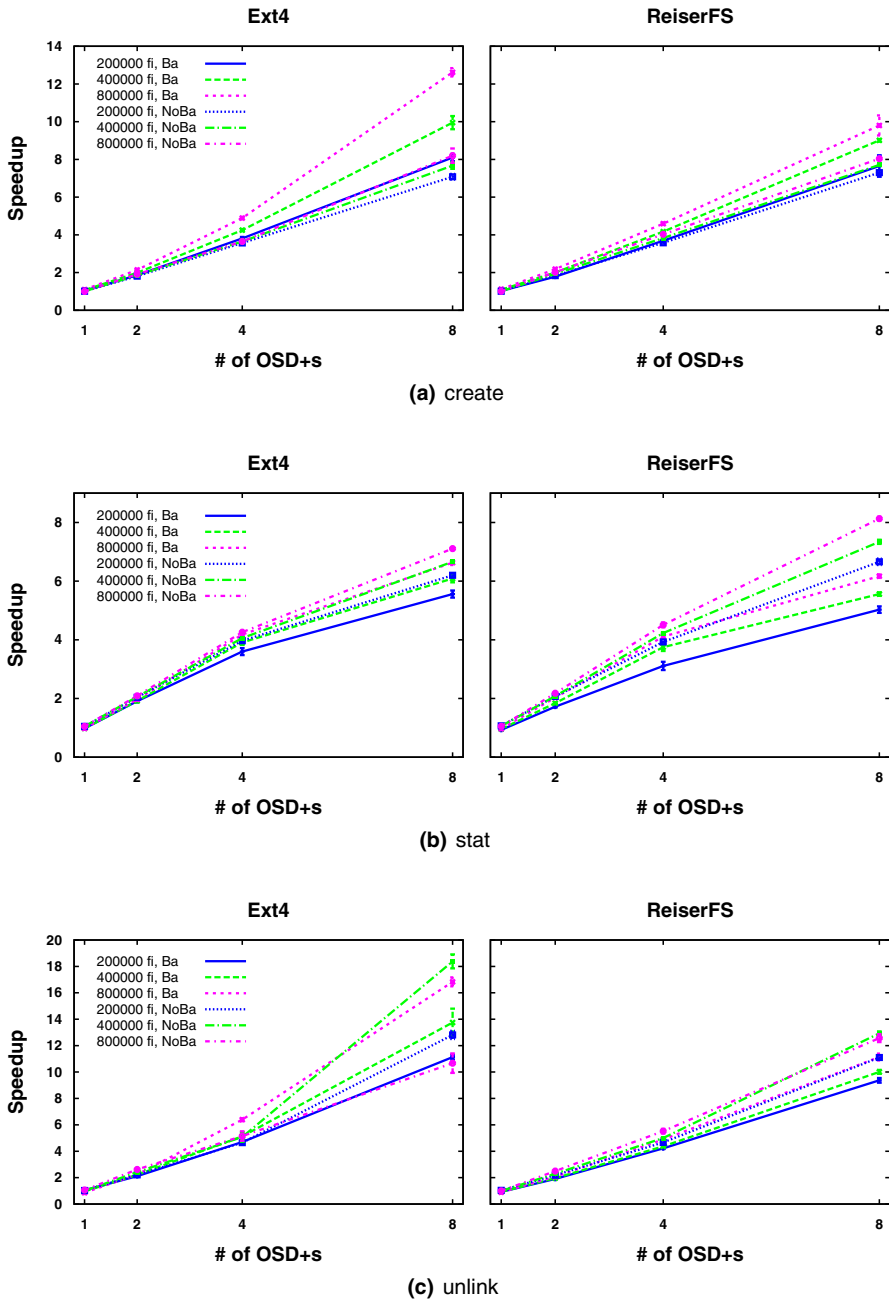 Ext4
ReiserFS
14
12
10
8
6
4
2
0
Speedup
200000 fi, Ba
400000 fi, Ba
800000 fi, Ba
200000 fi, NoBa
400000 fi, NoBa
800000 fi, NoBa
1 2 4 8
1 2 4 8
# of OSD+s
# of OSD+s
(a) create
Ext4
ReiserFS
8
6
4
2
0
Speedup
200000 fi, Ba
400000 fi, Ba
800000 fi, Ba
200000 fi, NoBa
400000 fi, NoBa
800000 fi, NoBa
1 2 4 8
1 2 4 8
# of OSD+s
# of OSD+s
(b) stat
Ext4
ReiserFS
20
18
16
14
12
10
8
6
4
2
0
Speedup
200000 fi, Ba
400000 fi, Ba
800000 fi, Ba
200000 fi, NoBa
400000 fi, NoBa
800000 fi, NoBa
1 2 4 8
1 2 4 8
# of OSD+s
# of OSD+s
(c) unlink